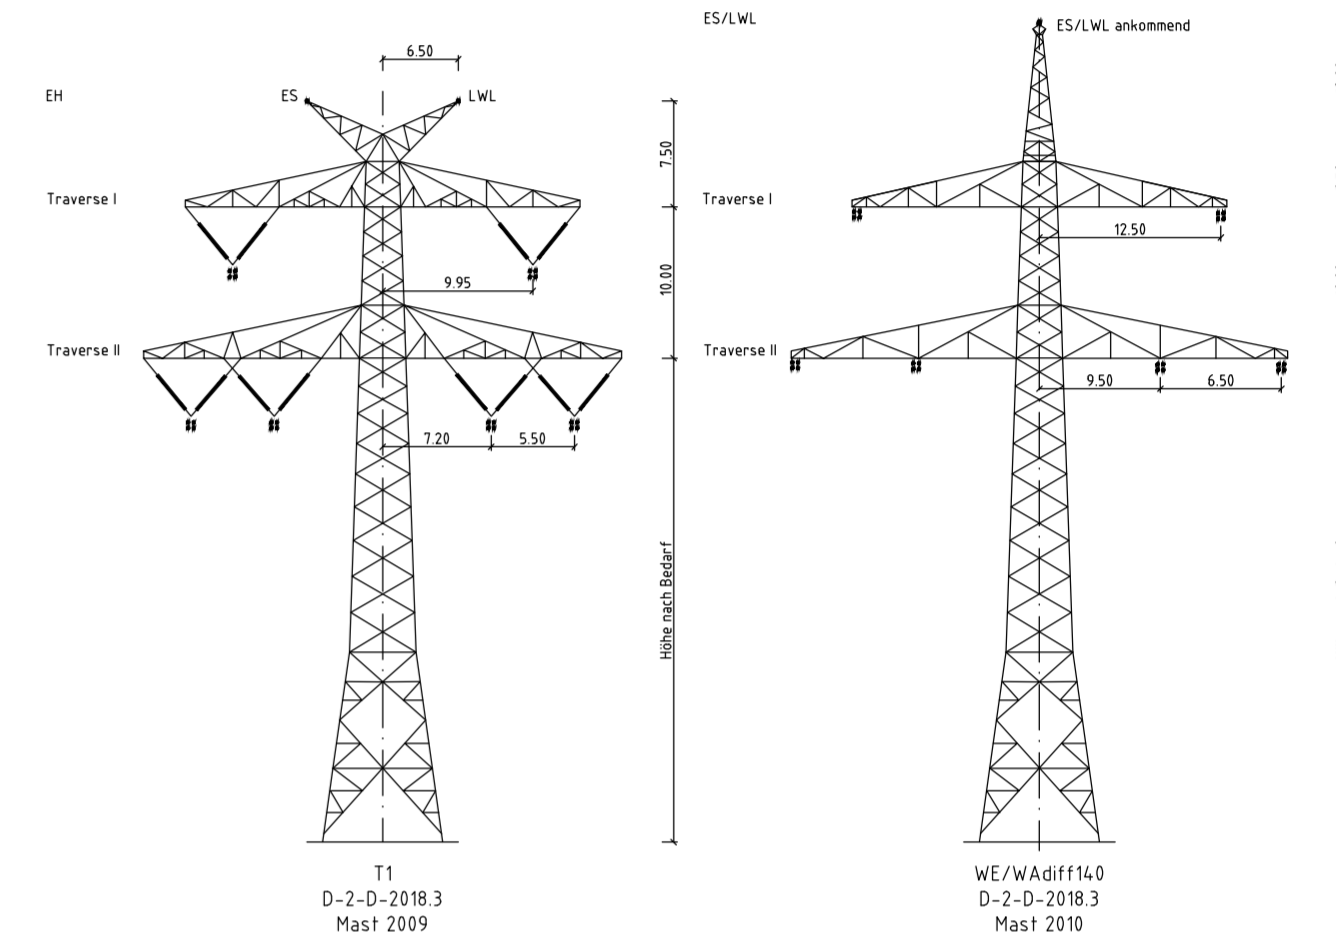 6.50
EH
ES
LWL
7.50
Traverse I
10.00
9.95
Traverse II
7.20
5.50
Höhe nach Bedarf
T1
D-2-D-2018.3
Mast 2009
ES/LWL
ES/LWL ankommend
Traverse I
12.50
Traverse II
9.50
6.50
WE/WAdiff140
D-2-D-2018.3
Mast 2010